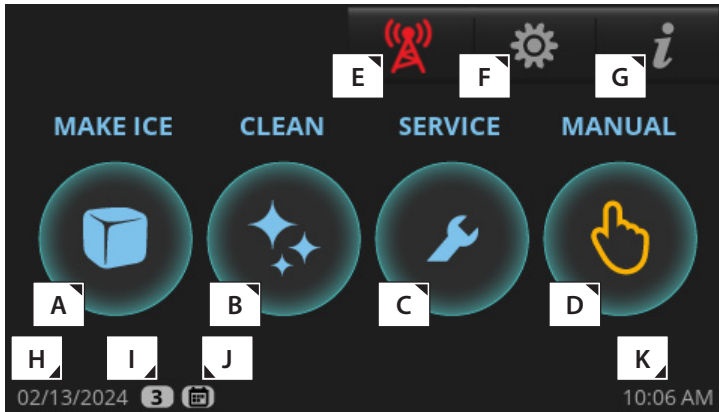 E F G
MAKE ICE CLEAN SERVICE MANUAL
A B C D
H I J K
02/13/2024 3 10:06 AM